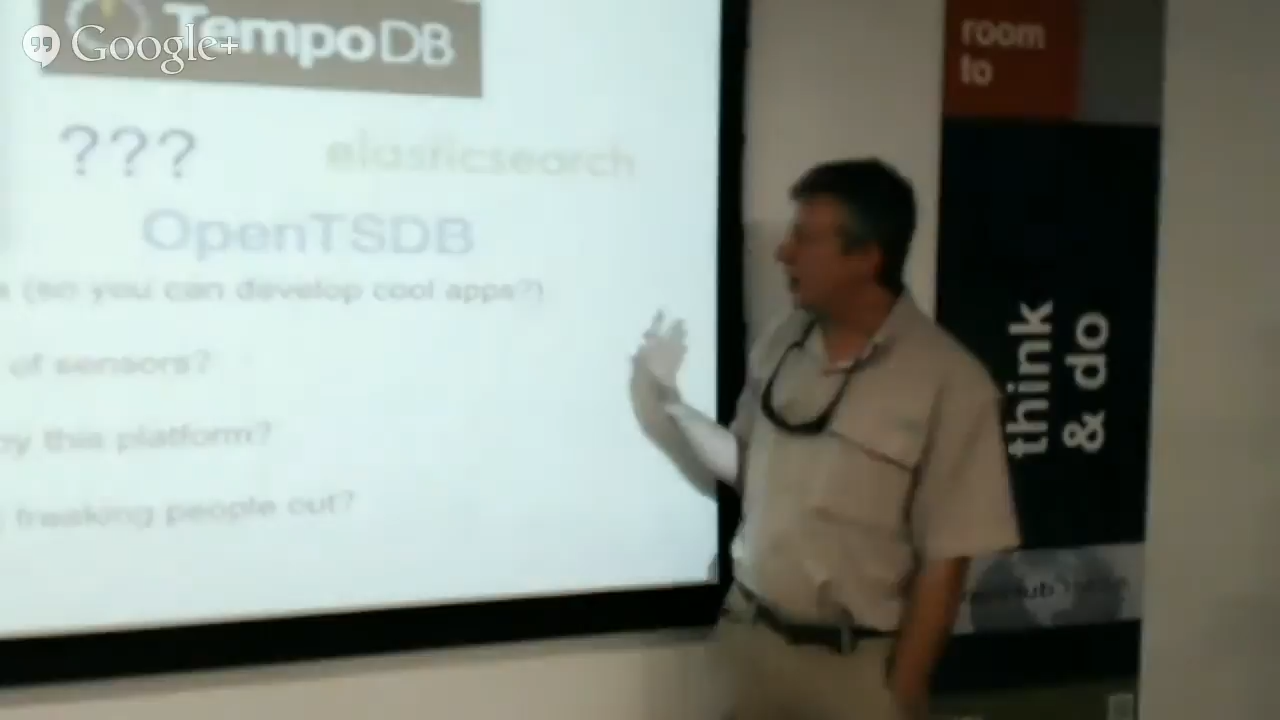 Google+
TempoDB
??? elasticsearch
OpenTSDB
(so you can develop cool apps?)
of sensors?
by this platform?
freaking people out?
room
to
think
& do